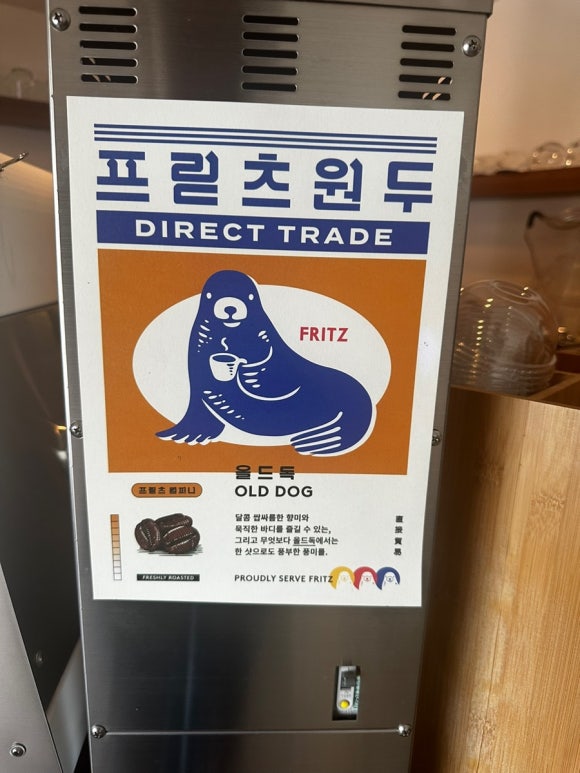 프릳츠원두
DIRECT TRADE
FRITZ
올드독
OLD DOG
프릳츠 컴퍼니
달콤 쌉싸름한 향미와
묵직한 바디를 즐길 수 있는,
그리고 무엇보다 올드독에서는
한 샷으로도 풍부한 풍미를.
直接貿易
FRESHLY ROASTED
PROUDLY SERVE FRITZ